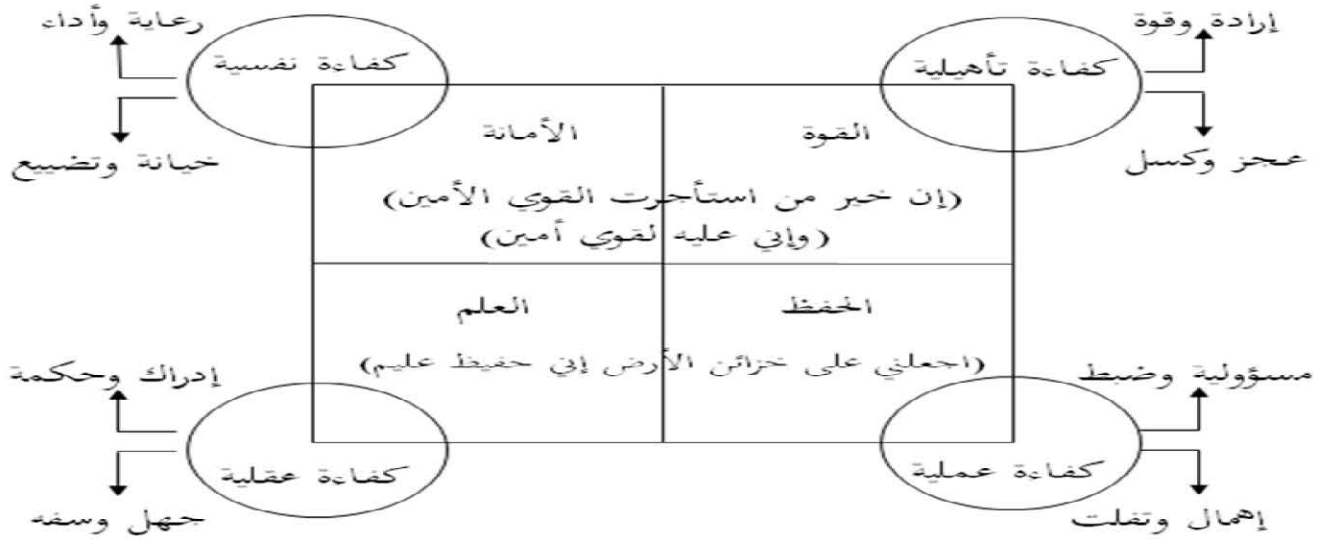 إرادة وقوة
رعاية وأداء
كفاءة تأهيلية
كفاءة نفسية
القوة
الأمانة
عجز وكسل
خيانة وتضييع
(إن خير من استأجرت القوي الأمين)
(وإني عليه لقوي أمين)
الحفظ
العلم
(اجعلني على خزائن الأرض إني حفيظ عليم)
مسؤولية وضبط
إدراك وحكمة
كفاءة عملية
كفاءة عقلية
إهمال وتفلت
جهل وسفه